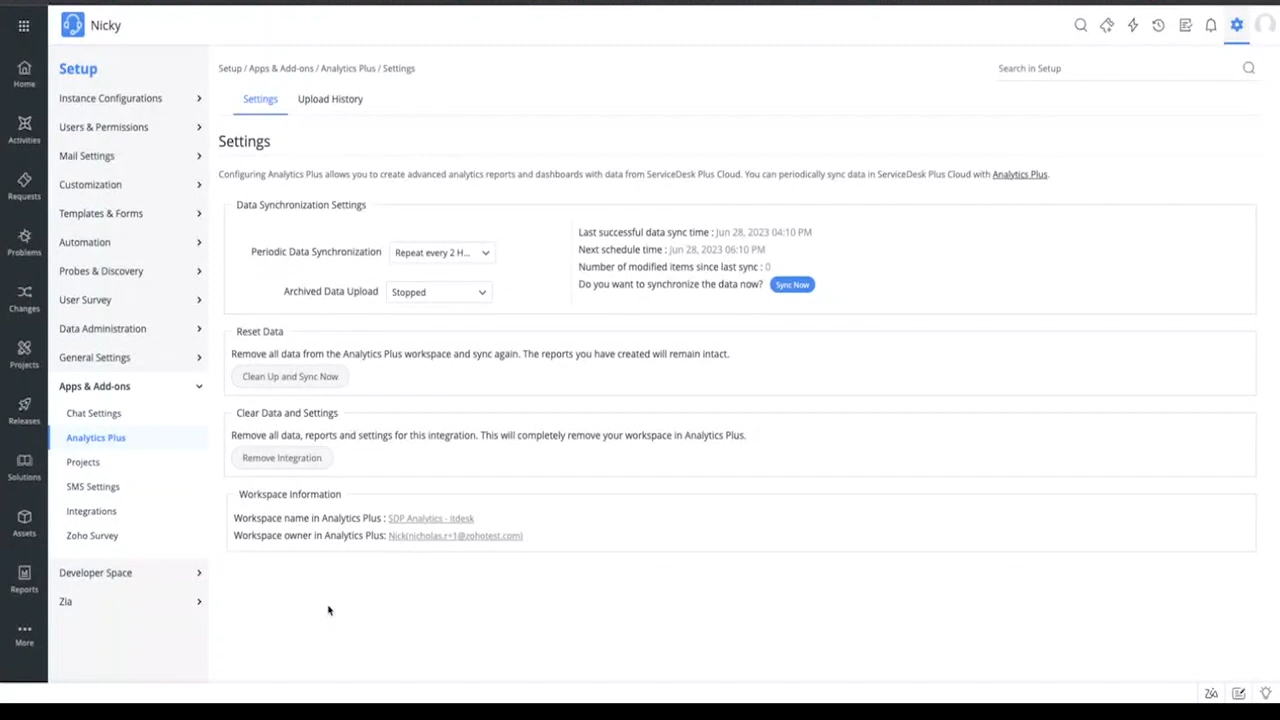 Nicky
Home
Activities
Requests
Problems
Changes
Projects
Releases
Solutions
Assets
Reports
More
Setup
Instance Configurations
Users & Permissions
Mail Settings
Customization
Templates & Forms
Automation
Probes & Discovery
User Survey
Data Administration
General Settings
Apps & Add-ons
Chat Settings
Analytics Plus
Projects
SMS Settings
Integrations
Zoho Survey
Developer Space
Zia
Setup / Apps & Add-ons / Analytics Plus / Settings
Search in Setup
Settings
Upload History
Settings
Configuring Analytics Plus allows you to create advanced analytics reports and dashboards with data from ServiceDesk Plus Cloud. You can periodically sync data in ServiceDesk Plus Cloud with Analytics Plus.
Data Synchronization Settings
Periodic Data Synchronization Repeat every 2 H...
Archived Data Upload Stopped
Last successful data sync time : Jun 28, 2023 04:10 PM
Next schedule time : Jun 28, 2023 06:10 PM
Number of modified items since last sync : 0
Do you want to synchronize the data now? Sync Now
Reset Data
Remove all data from the Analytics Plus workspace and sync again. The reports you have created will remain intact.
Clean Up and Sync Now
Clear Data and Settings
Remove all data, reports and settings for this integration. This will completely remove your workspace in Analytics Plus.
Remove Integration
Workspace Information
Workspace name in Analytics Plus : SDP Analytics - itdesk
Workspace owner in Analytics Plus: Nick(nicholas.r+1@zohotest.com)